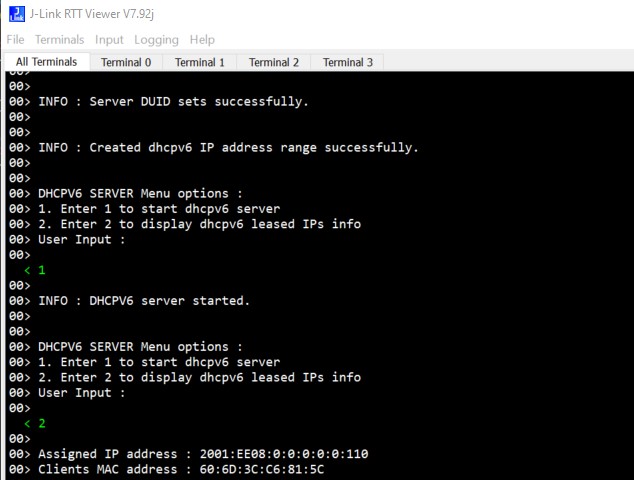 J-Link RTT Viewer V7.92j
File Terminals Input Logging Help
All Terminals Terminal 0 Terminal 1 Terminal 2 Terminal 3
00>
00>
00> INFO : Server DUID sets successfully.
00>
00>
00> INFO : Created dhcpv6 IP address range successfully.
00>
00>
00> DHCPV6 SERVER Menu options :
00> 1. Enter 1 to start dhcpv6 server
00> 2. Enter 2 to display dhcpv6 leased IPs info
00> User Input :
00>
< 1
00>
00> INFO : DHCPV6 server started.
00>
00>
00> DHCPV6 SERVER Menu options :
00> 1. Enter 1 to start dhcpv6 server
00> 2. Enter 2 to display dhcpv6 leased IPs info
00> User Input :
00>
< 2
00>
00> Assigned IP address : 2001:EE08:0:0:0:0:0:110
00> Clients MAC address : 60:6D:3C:C6:81:5C